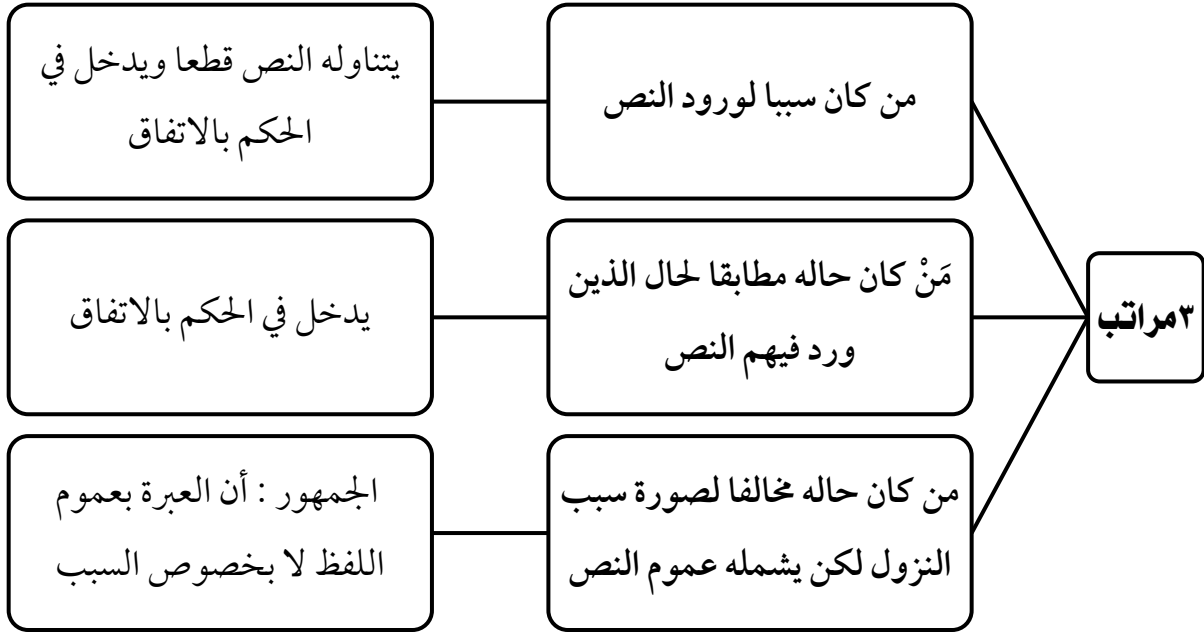 ٣مراتب
من كان سببا لورود النص
يتناوله النص قطعا ويدخل في
الحكم بالاتفاق
مَنْ كان حاله مطابقا لحال الذين
ورد فيهم النص
يدخل في الحكم بالاتفاق
من كان حاله مخالفا لصورة سبب
النزول لكن يشمله عموم النص
الجمهور : أن العبرة بعموم
اللفظ لا بخصوص السبب